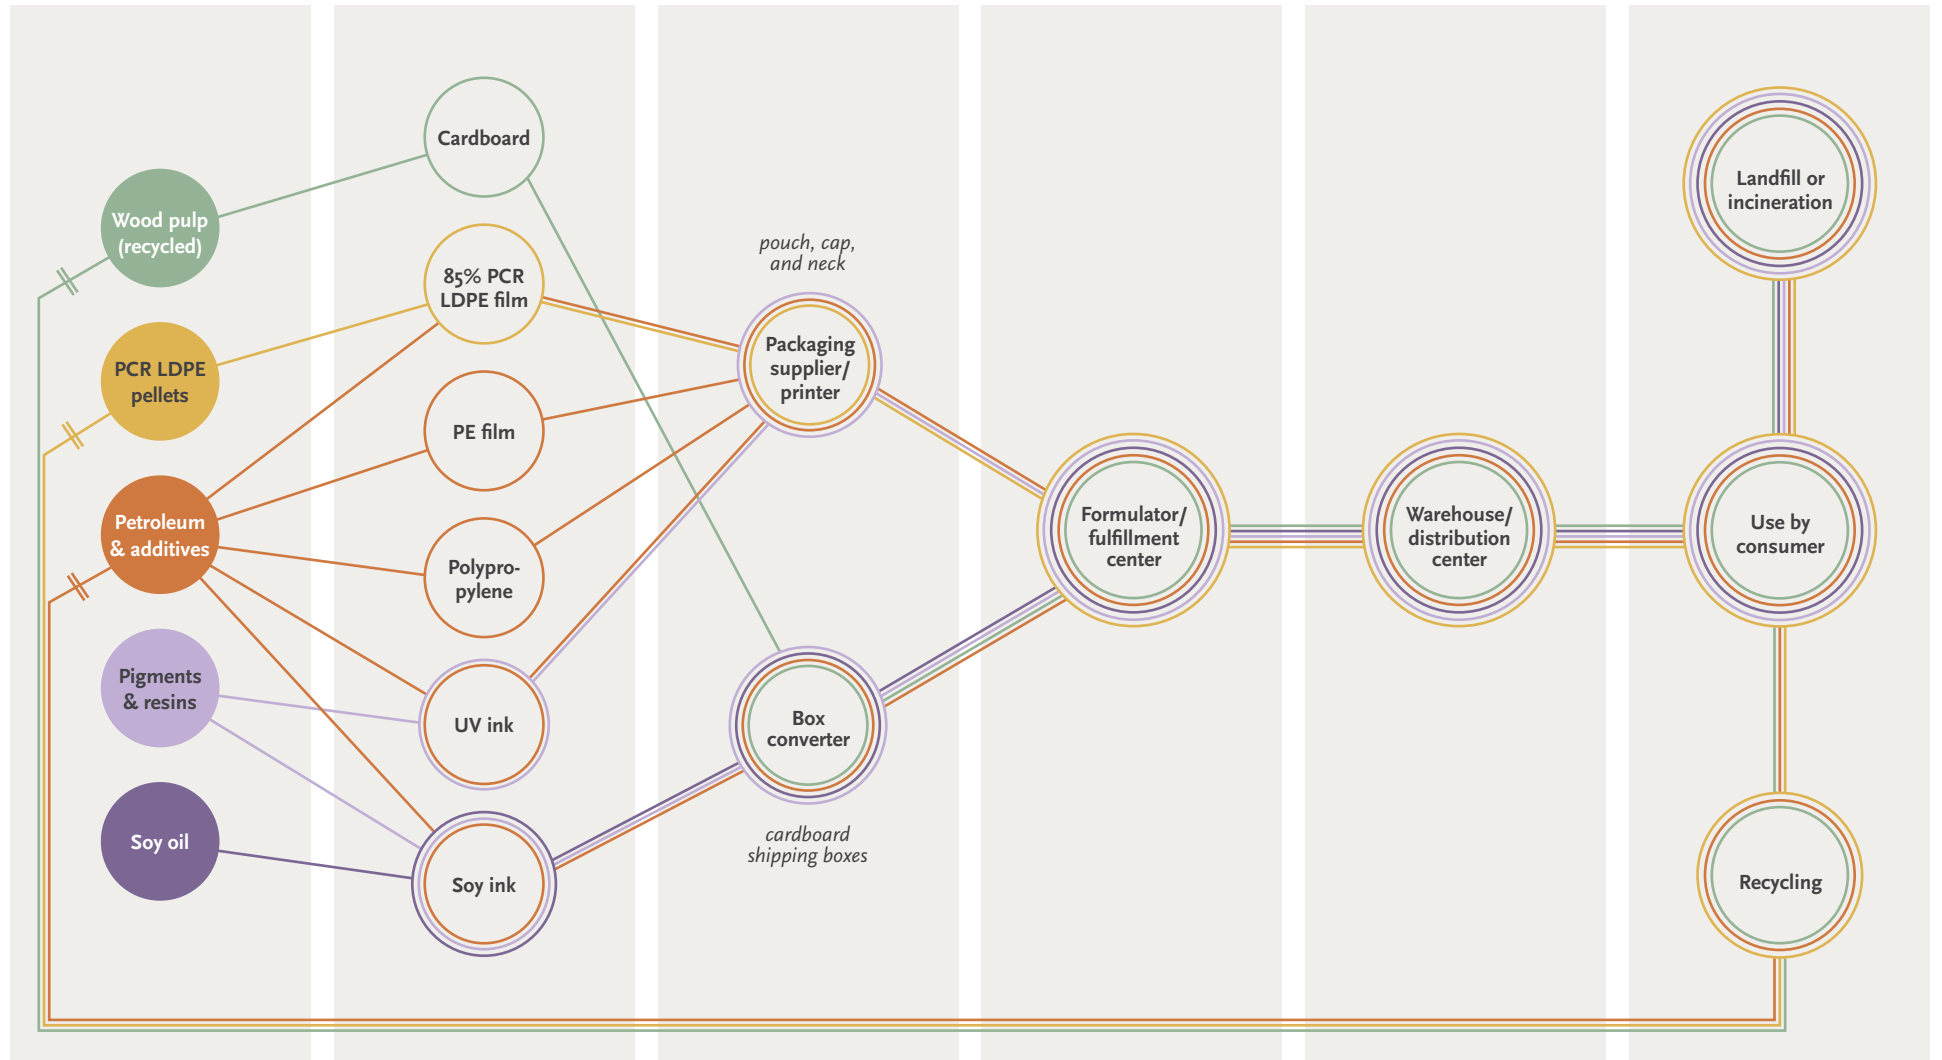 Wood pulp
(recycled)
PCR LDPE
pellets
Petroleum
& additives
Pigments
& resins
Soy oil
Cardboard
85% PCR
LDPE film
PE film
Polypro-
pylene
UV ink
Soy ink
pouch, cap,
and neck
Packaging
supplier/
printer
Box
converter
cardboard
shipping boxes
Formulator/
fulfillment
center
Warehouse/
distribution
center
Landfill or
incineration
Use by
consumer
Recycling